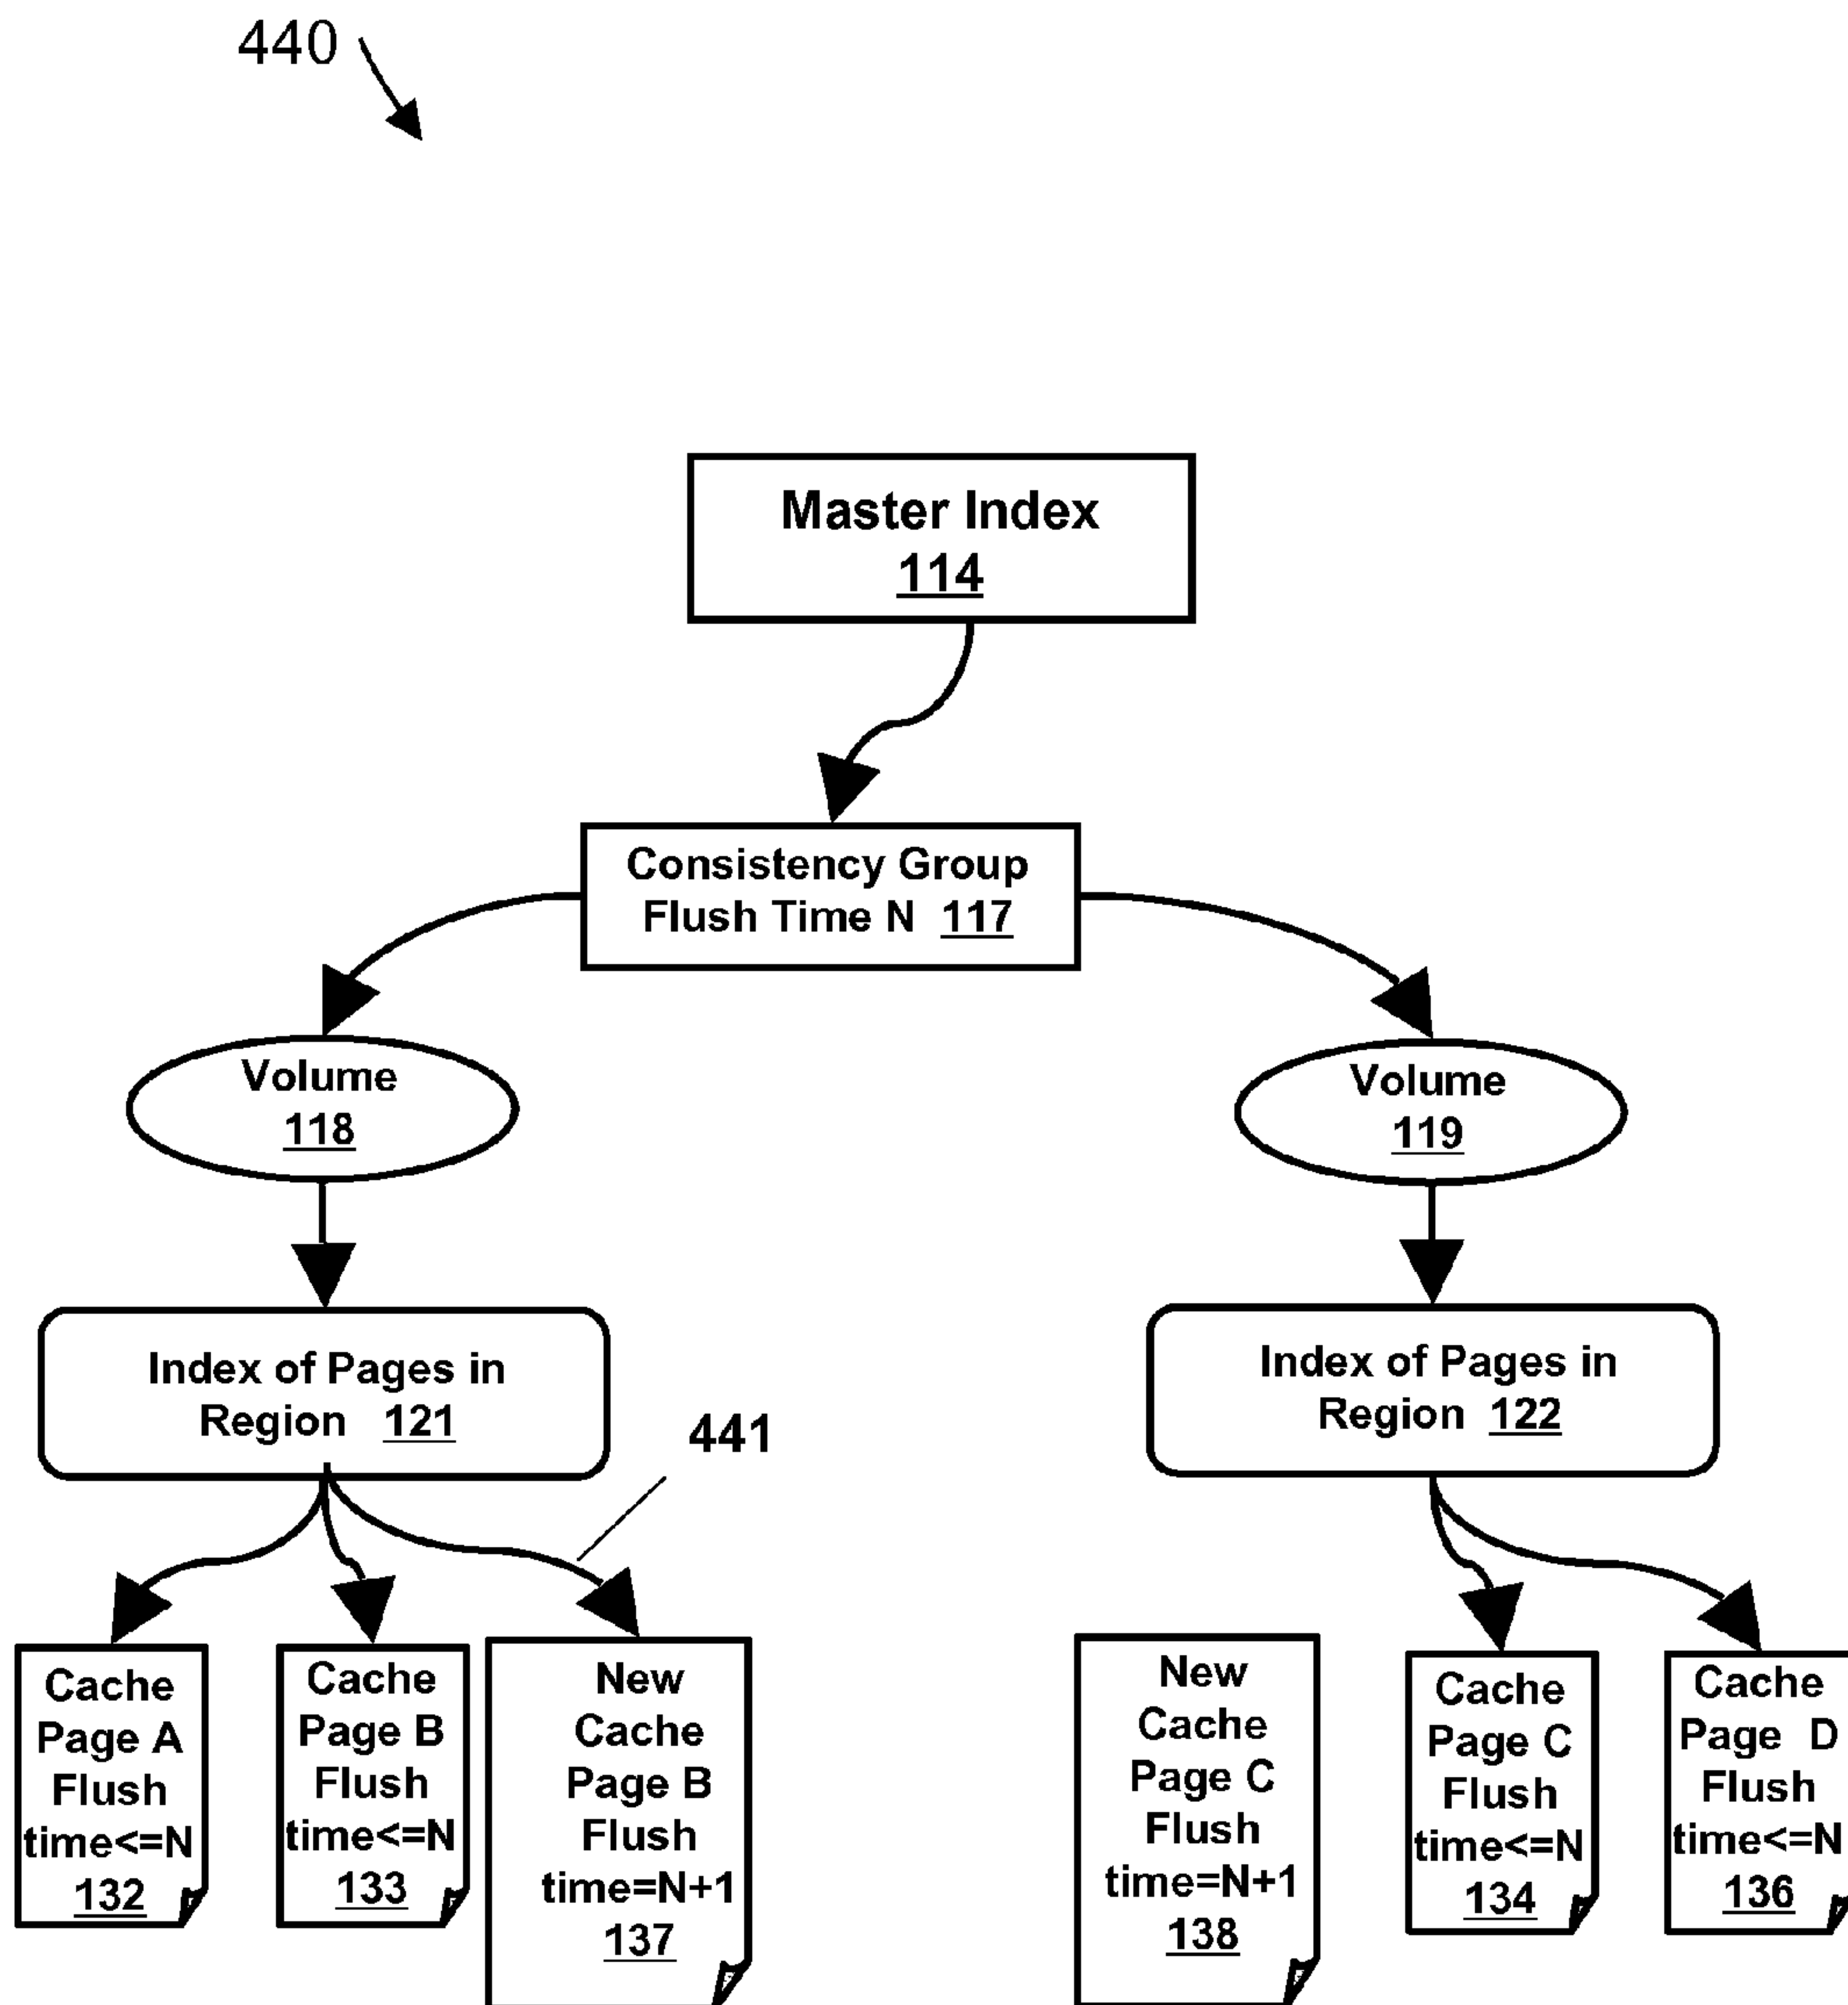 440
Master Index
114
Consistency Group
Flush Time N 117
Volume
118
Volume
119
Index of Pages in
Region 121
441
Index of Pages in
Region 122
Cache
Page A
Flush
time<=N
132
Cache
Page B
Flush
time<=N
133
New
Cache
Page B
Flush
time=N+1
137
New
Cache
Page C
Flush
time=N+1
138
Cache
Page C
Flush
time<=N
134
Cache
Page D
Flush
time<=N
136